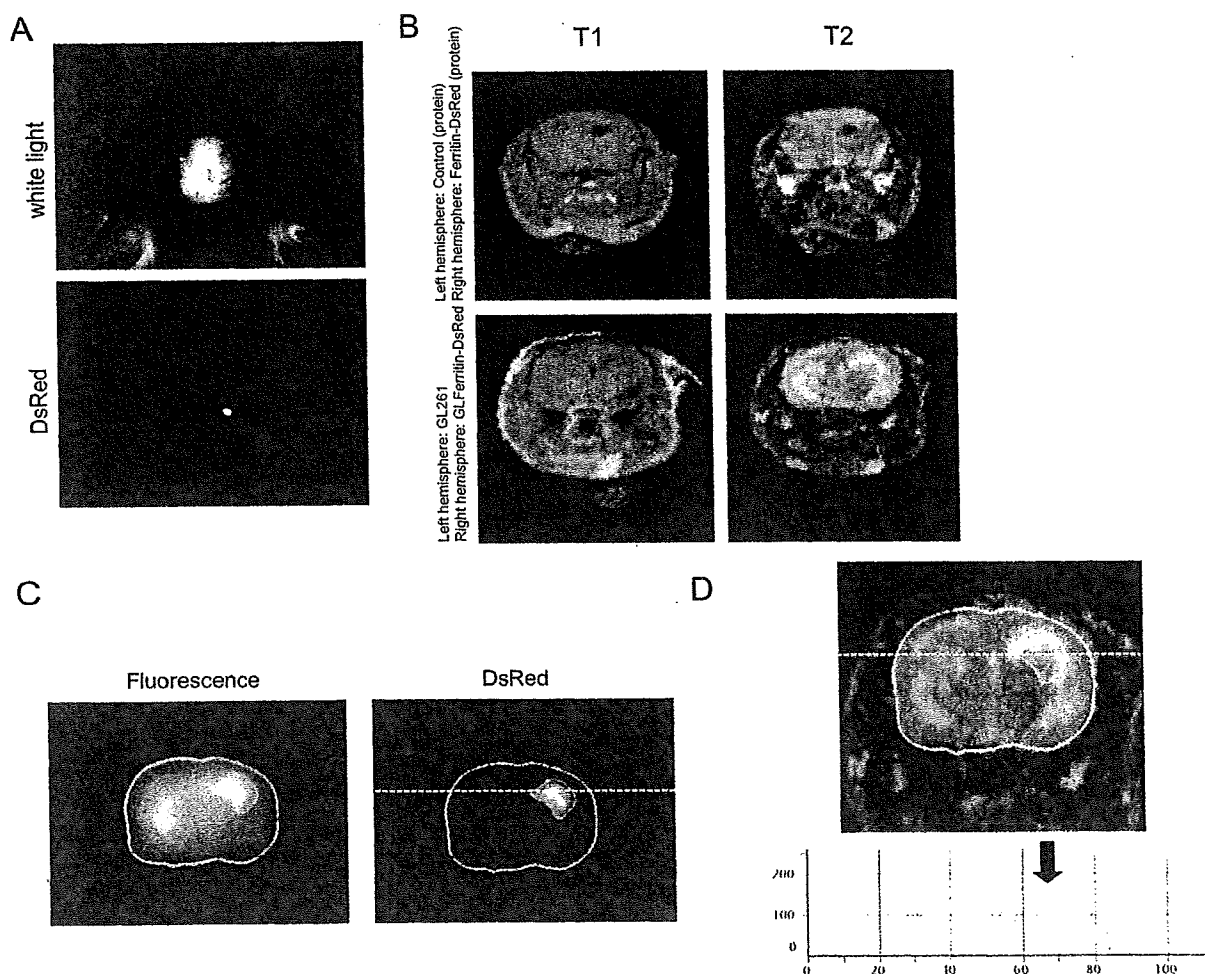 A
white light
DsRed
B
T1
T2
Left hemisphere: Control (protein)
Right hemisphere: Ferritin-DsRed (protein)
Left hemisphere: GL261
Right hemisphere: GLFerritin-DsRed
C
Fluorescence
DsRed
D
200
100
0
0
20
40
60
80
100